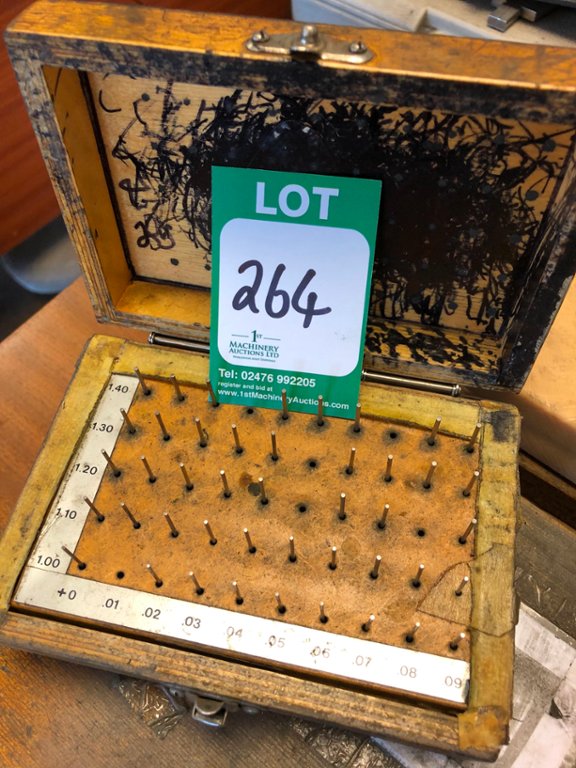 LOT
264
1ST
MACHINERY
AUCTIONS LTD
Tel: 02476 992205
register and bid at
www.1stMachineryAuctions.com
1.40
1.30
1.20
1.10
1.00
+0 .01 .02 .03 04 .05 .06 .07 08 09